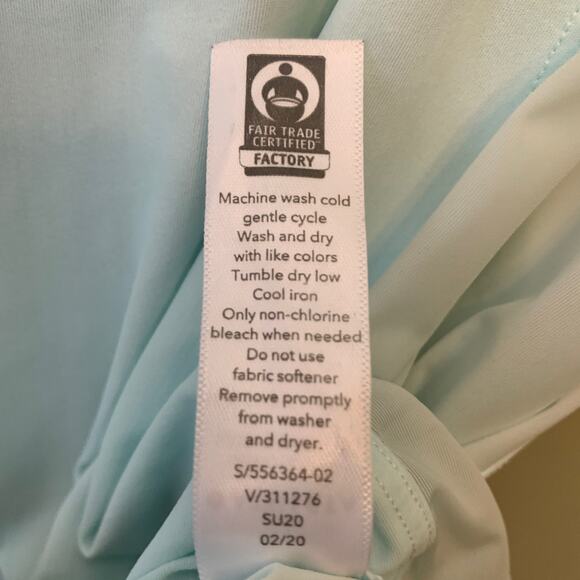 FAIR TRADE
CERTIFIED™
FACTORY
Machine wash cold
gentle cycle
Wash and dry
with like colors
Tumble dry low
Cool iron
Only non-chlorine
bleach when needed
Do not use
fabric softener
Remove promptly
from washer
and dryer.
S/556364-02
V/311276
SU20
02/20